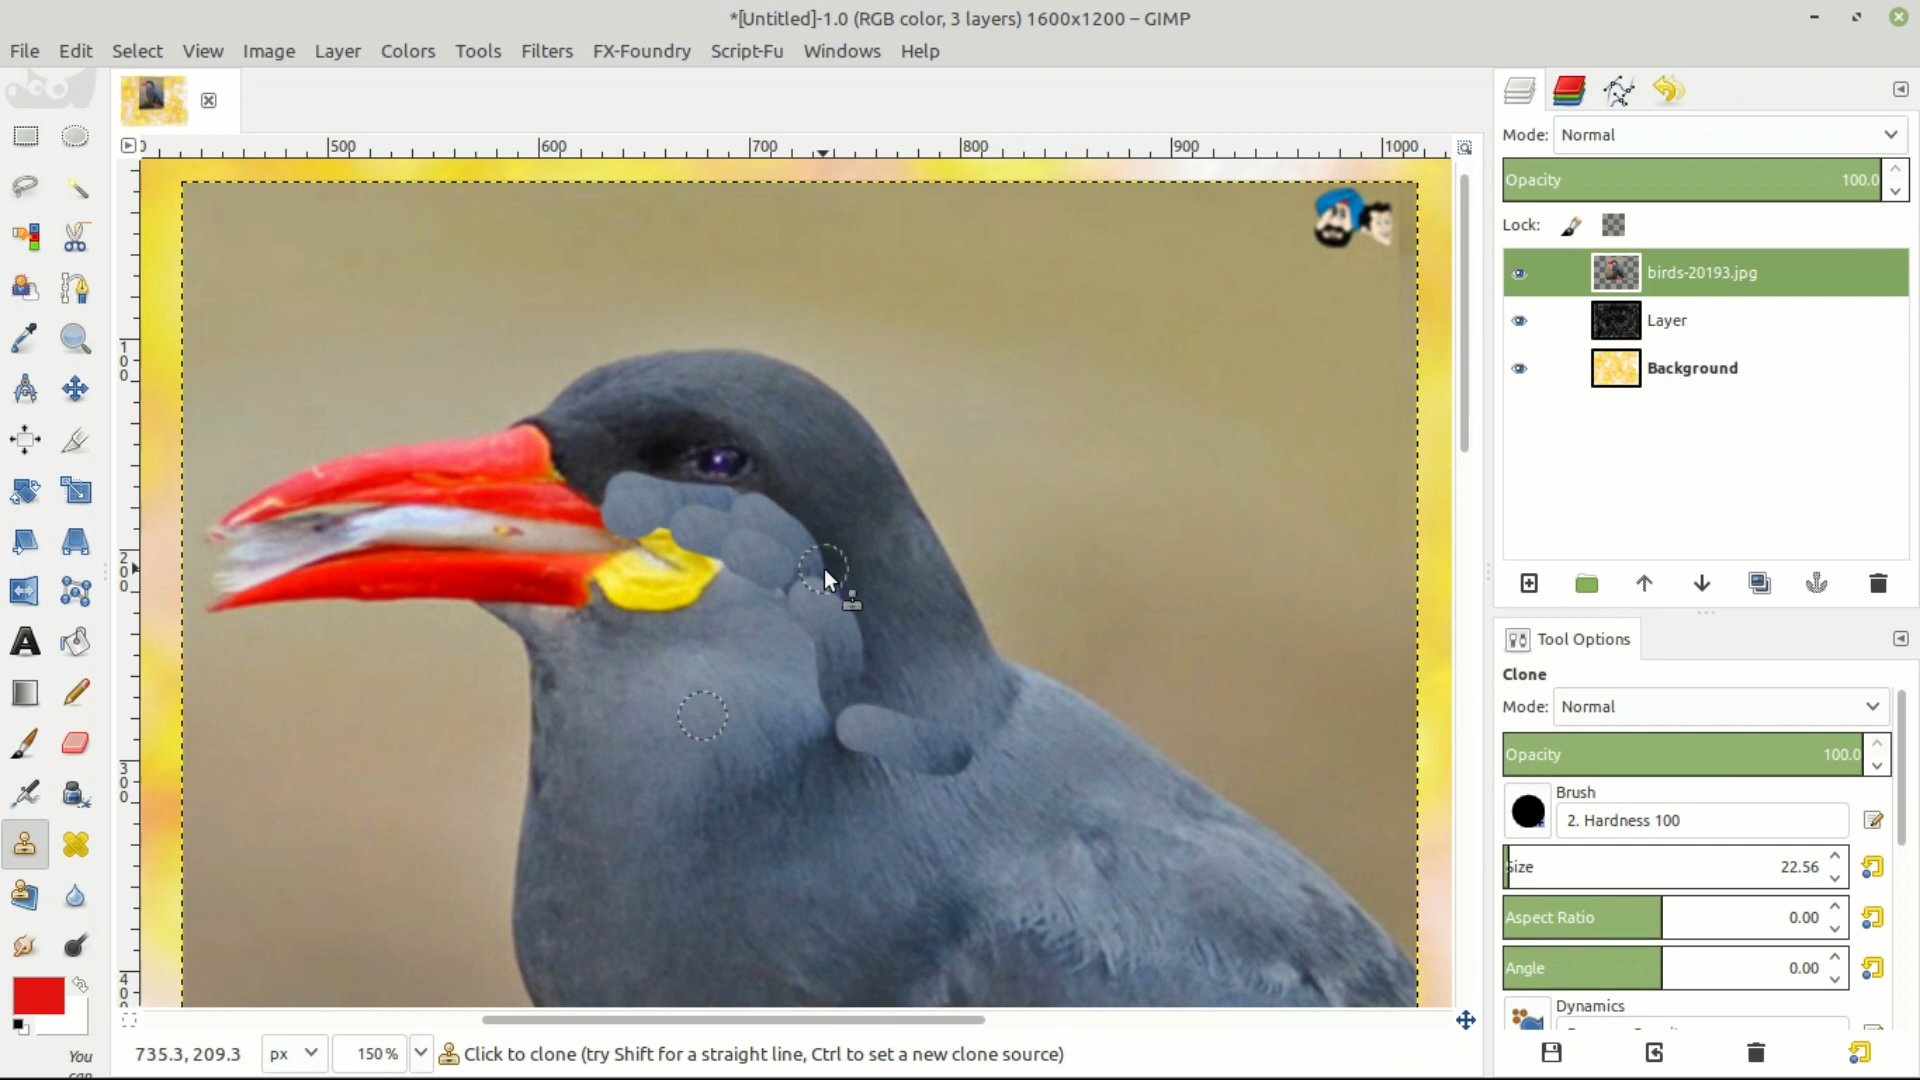 *[Untitled]-1.0 (RGB color, 3 layers) 1600x1200 – GIMP
File Edit Select View Image Layer Colors Tools Filters FX-Foundry Script-Fu Windows Help
500 600 700 800 900 1000
100
200
300
Mode: Normal
Opacity 100.0
Lock:
birds-20193.jpg
Layer
Background
Tool Options
Clone
Mode: Normal
Opacity 100.0
Brush
2. Hardness 100
Size 22.56
Aspect Ratio 0.00
Angle 0.00
Dynamics
You
can
735.3, 209.3 px 150 % Click to clone (try Shift for a straight line, Ctrl to set a new clone source)